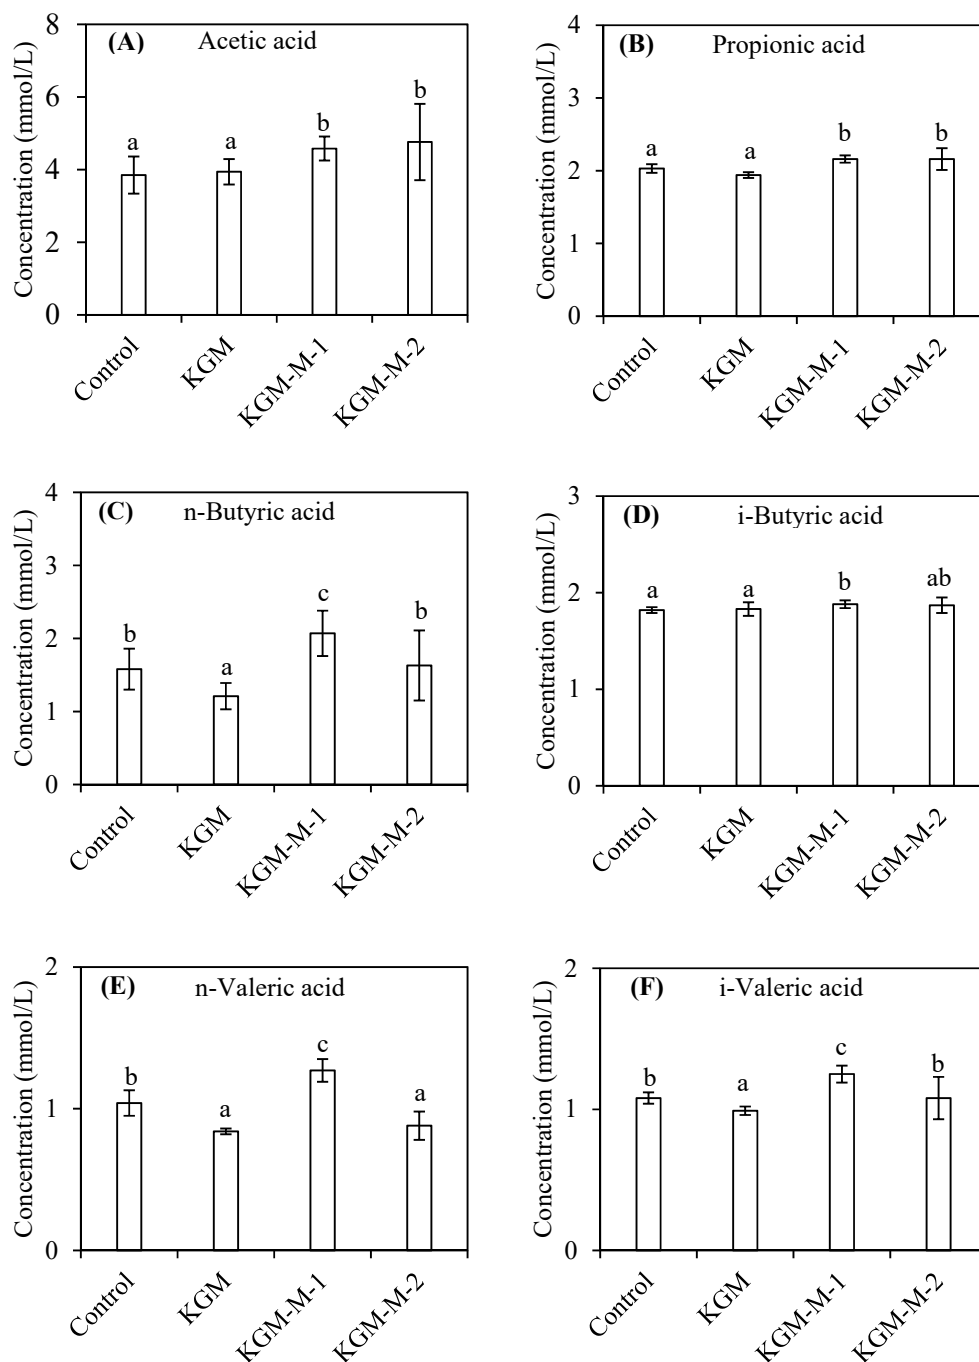 (A) Acetic acid
Concentration (mmol/L)
8
6
4
2
0
a
a
b
b
Control
KGM
KGM-M-1
KGM-M-2
(B) Propionic acid
Concentration (mmol/L)
4
3
2
1
0
a
a
b
b
Control
KGM
KGM-M-1
KGM-M-2
(C) n-Butyric acid
Concentration (mmol/L)
4
3
2
1
0
b
a
c
b
Control
KGM
KGM-M-1
KGM-M-2
(D) i-Butyric acid
Concentration (mmol/L)
3
2
1
0
a
a
b
ab
Control
KGM
KGM-M-1
KGM-M-2
(E) n-Valeric acid
Concentration (mmol/L)
2
1
0
b
a
c
a
Control
KGM
KGM-M-1
KGM-M-2
(F) i-Valeric acid
Concentration (mmol/L)
2
1
0
b
a
c
b
Control
KGM
KGM-M-1
KGM-M-2